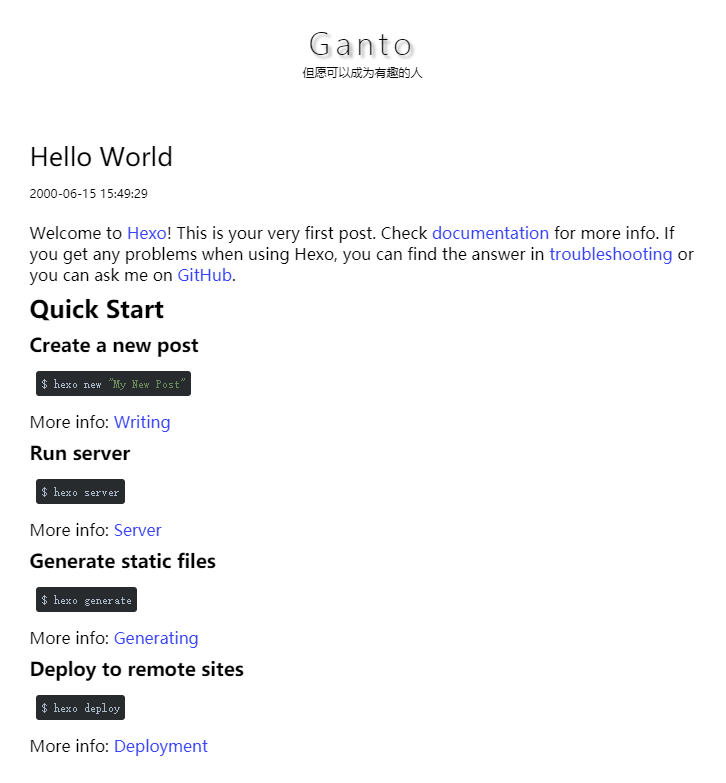 Ganto
但愿可以成为有趣的人
Hello World
2000-06-15 15:49:29
Welcome to Hexo! This is your very first post. Check documentation for more info. If
you get any problems when using Hexo, you can find the answer in troubleshooting or
you can ask me on GitHub.
Quick Start
Create a new post
$ hexo new "My New Post"
More info: Writing
Run server
$ hexo server
More info: Server
Generate static files
$ hexo generate
More info: Generating
Deploy to remote sites
$ hexo deploy
More info: Deployment